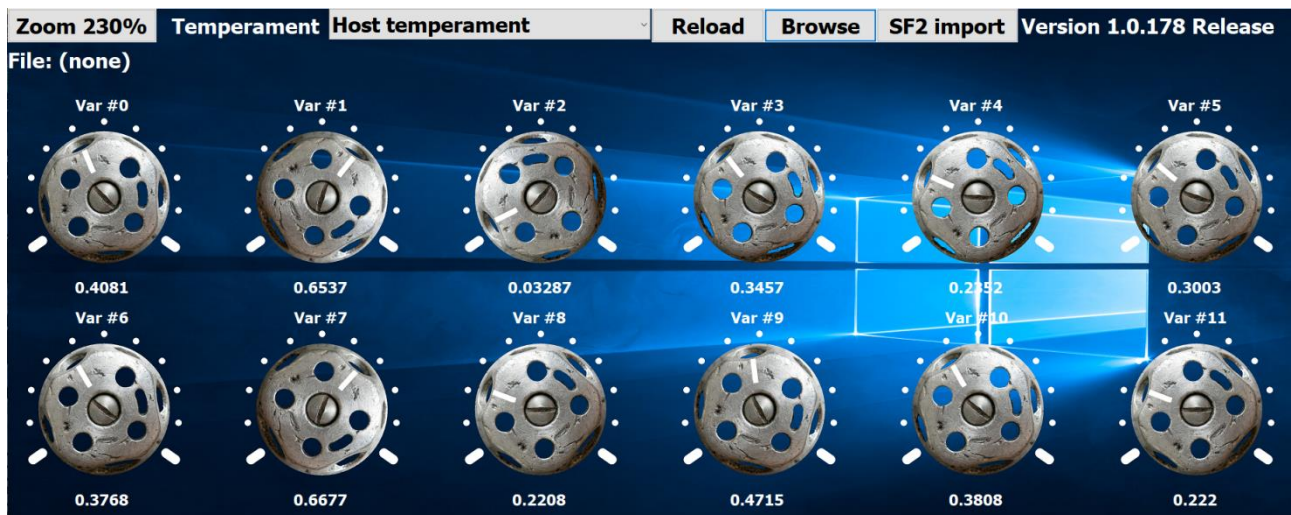 Zoom 230% Temperament Host temperament Reload Browse SF2 import Version 1.0.178 Release
File: (none)
Var #0 Var #1 Var #2 Var #3 Var #4 Var #5
0.4081 0.6537 0.03287 0.3457 0.2352 0.3003
Var #6 Var #7 Var #8 Var #9 Var #10 Var #11
0.3768 0.6677 0.2208 0.4715 0.3808 0.222